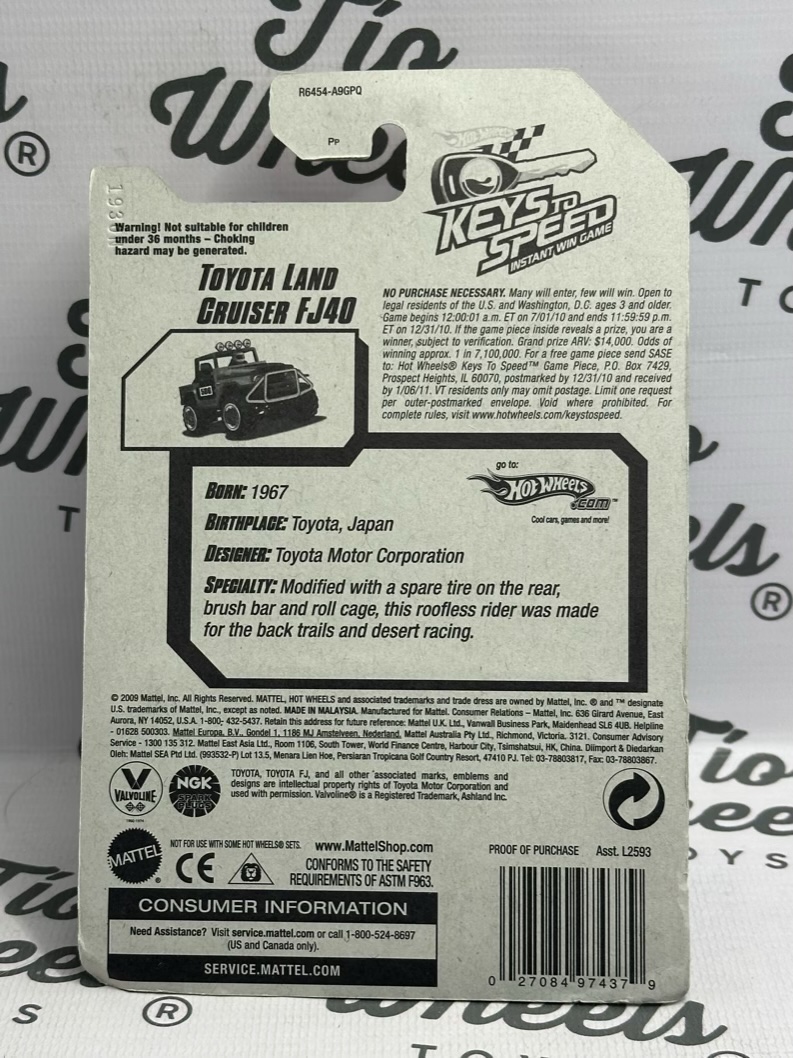 R6454-A9GPQ
Pp
Hot Wheels
KEYS TO
SPEED
INSTANT WIN GAME
Warning! Not suitable for children
under 36 months – Choking
hazard may be generated.
TOYOTA LAND
CRUISER FJ40
NO PURCHASE NECESSARY. Many will enter, few will win. Open to
legal residents of the U.S. and Washington, D.C. ages 3 and older.
Game begins 12:00:01 a.m. ET on 7/01/10 and ends 11:59:59 p.m.
ET on 12/31/10. If the game piece inside reveals a prize, you are a
winner, subject to verification. Grand prize ARV: $14,000. Odds of
winning approx. 1 in 7,100,000. For a free game piece send SASE
to: Hot Wheels® Keys To Speed™ Game Piece, P.O. Box 7429,
Prospect Heights, IL 60070, postmarked by 12/31/10 and received
by 1/06/11. VT residents only may omit postage. Limit one request
per outer-postmarked envelope. Void where prohibited. For
complete rules, visit www.hotwheels.com/keystospeed.
go to:
HOT WHEELS
.COM™
Cool cars, games and more!
BORN: 1967
BIRTHPLACE: Toyota, Japan
DESIGNER: Toyota Motor Corporation
SPECIALTY: Modified with a spare tire on the rear,
brush bar and roll cage, this roofless rider was made
for the back trails and desert racing.
© 2009 Mattel, Inc. All Rights Reserved. MATTEL, HOT WHEELS and associated trademarks and trade dress are owned by Mattel, Inc. ® and ™ designate
U.S. trademarks of Mattel, Inc., except as noted. MADE IN MALAYSIA. Manufactured for Mattel. Consumer Relations – Mattel, Inc. 636 Girard Avenue, East
Aurora, NY 14052, U.S.A. 1-800- 432-5437. Retain this address for future reference: Mattel U.K. Ltd., Vanwall Business Park, Maidenhead SL6 4UB. Helpline
- 01628 500303. Mattel Europa, B.V., Gondel 1, 1186 MJ Amstelveen, Nederland. Mattel Australia Pty Ltd., Richmond, Victoria. 3121. Consumer Advisory
Service - 1300 135 312. Mattel East Asia Ltd., Room 1106, South Tower, World Finance Centre, Harbour City, Tsimshatsui, HK, China. Diimport & Diedarkan
Oleh: Mattel SEA Ptd Ltd. (993532-P) Lot 13.5, Menara Lien Hoe, Persiaran Tropicana Golf Country Resort, 47410 PJ. Tel: 03-78803817, Fax: 03-78803867.
VALVOLINE
NGK
SPARK
PLUGS
TOYOTA, TOYOTA FJ, and all other associated marks, emblems and
designs are intellectual property rights of Toyota Motor Corporation and
used with permission. Valvoline® is a Registered Trademark, Ashland Inc.
MATTEL
®
NOT FOR USE WITH SOME HOT WHEELS® SETS.
www.MattelShop.com
CE
CONFORMS TO THE SAFETY
REQUIREMENTS OF ASTM F963.
PROOF OF PURCHASE Asst. L2593
CONSUMER INFORMATION
Need Assistance? Visit service.mattel.com or call 1-800-524-8697
(US and Canada only).
SERVICE.MATTEL.COM
0 27084 97437 9
Tio
Wheels
®